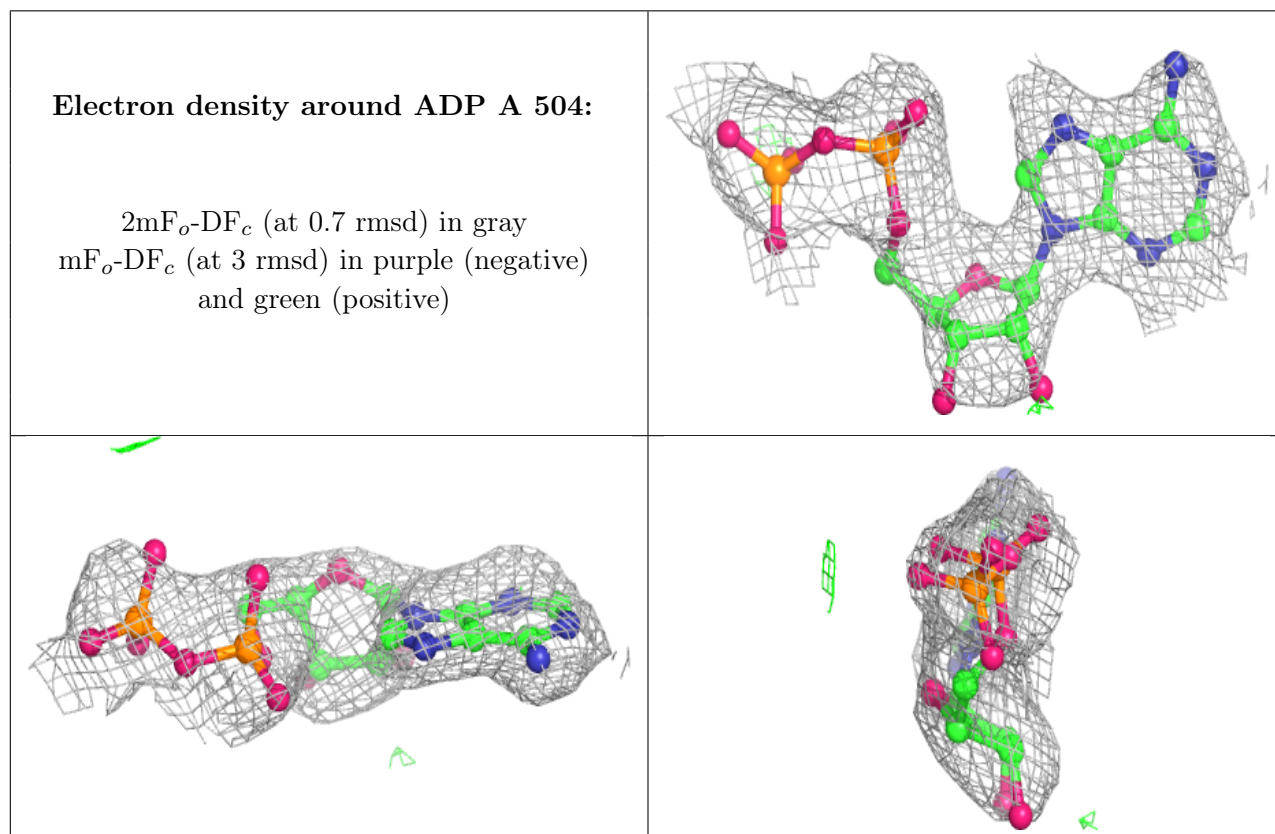 Electron density around ADP A 504:
2mFo-DFc (at 0.7 rmsd) in gray
mFo-DFc (at 3 rmsd) in purple (negative)
and green (positive)